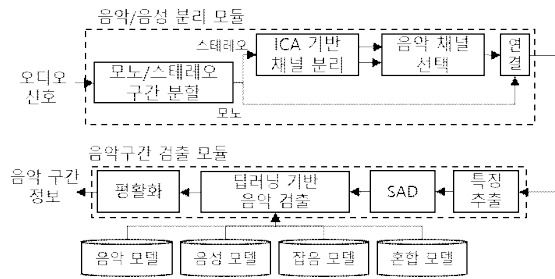 음악/음성 분리 모듈
스테레오
ICA 기반
채널 분리
음악 채널
선택
연
결
오디오
신호
모노/스테레오
구간 분할
모노
음악구간 검출 모듈
음악 구간
정보
평활화
딥러닝 기반
음악 검출
SAD
특징
추출
음악 모델
음성 모델
잡음 모델
혼합 모델